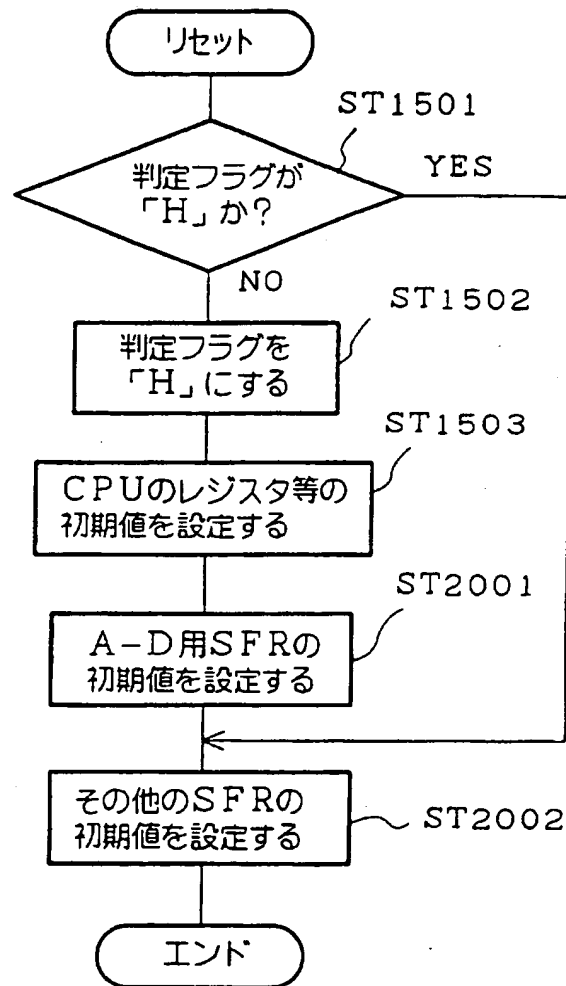 リセット
ST1501
判定フラグが
「H」か?
YES
NO
ST1502
判定フラグを
「H」にする
ST1503
CPUのレジスタ等の
初期値を設定する
ST2001
A-D用SFRの
初期値を設定する
その他のSFRの
初期値を設定する
ST2002
エンド